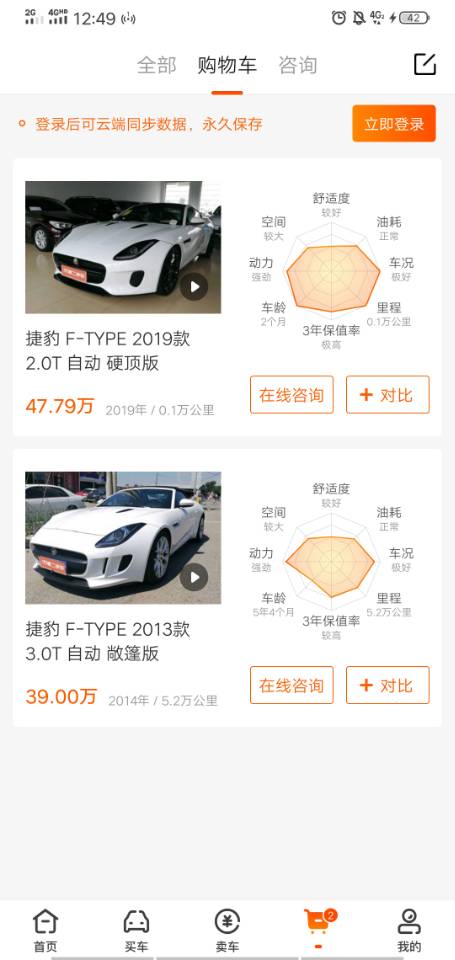 2G 4GHD 12:49 4G2 42
全部 购物车 咨询
登录后可云端同步数据，永久保存 立即登录
舒适度
较好
空间 油耗
较大 正常
动力 车况
强劲 极好
车龄 里程
2个月 0.1万公里
3年保值率
极高
捷豹 F-TYPE 2019款
2.0T 自动 硬顶版
47.79万 2019年 / 0.1万公里
在线咨询 + 对比
舒适度
较好
空间 油耗
较大 正常
动力 车况
强劲 极好
车龄 里程
5年4个月 5.2万公里
3年保值率
较高
捷豹 F-TYPE 2013款
3.0T 自动 敞篷版
39.00万 2014年 / 5.2万公里
在线咨询 + 对比
2
首页 买车 卖车 我的